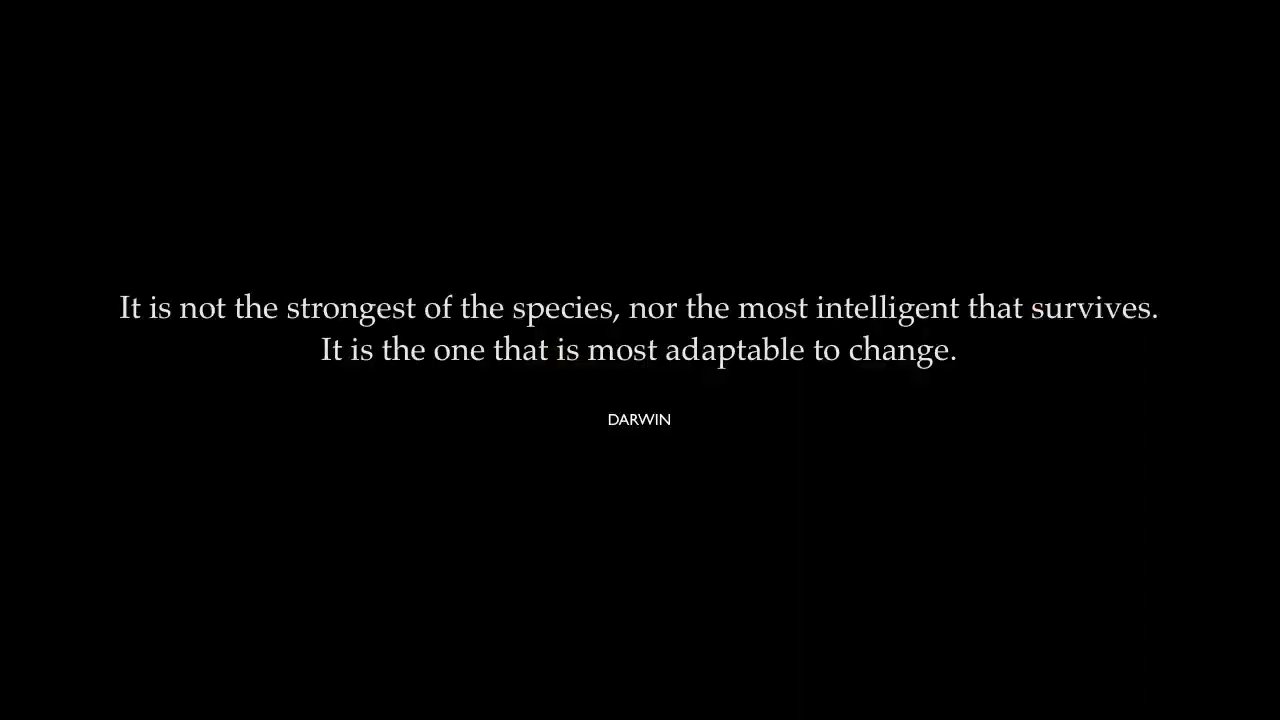 It is not the strongest of the species, nor the most intelligent that survives.
It is the one that is most adaptable to change.
DARWIN